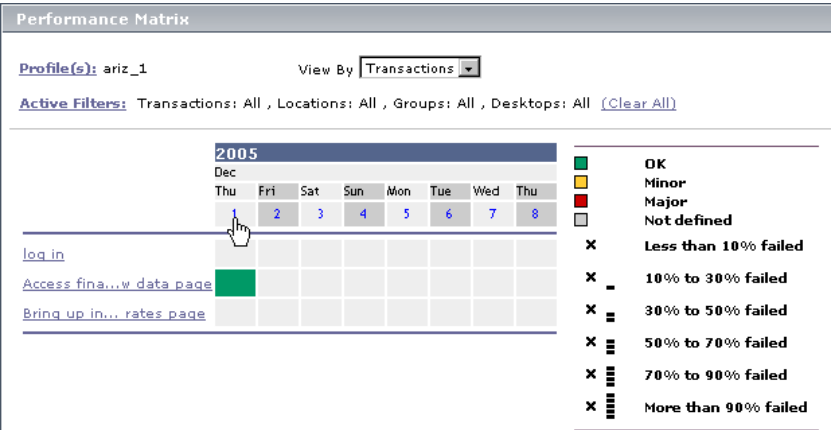 Performance Matrix
Profile(s): ariz_1 View By Transactions
Active Filters: Transactions: All , Locations: All , Groups: All , Desktops: All (Clear All)
2005
Dec
Thu Fri Sat Sun Mon Tue Wed Thu
1 2 3 4 5 6 7 8
log in
Access fina...w data page
Bring up in... rates page
OK
Minor
Major
Not defined
Less than 10% failed
10% to 30% failed
30% to 50% failed
50% to 70% failed
70% to 90% failed
More than 90% failed